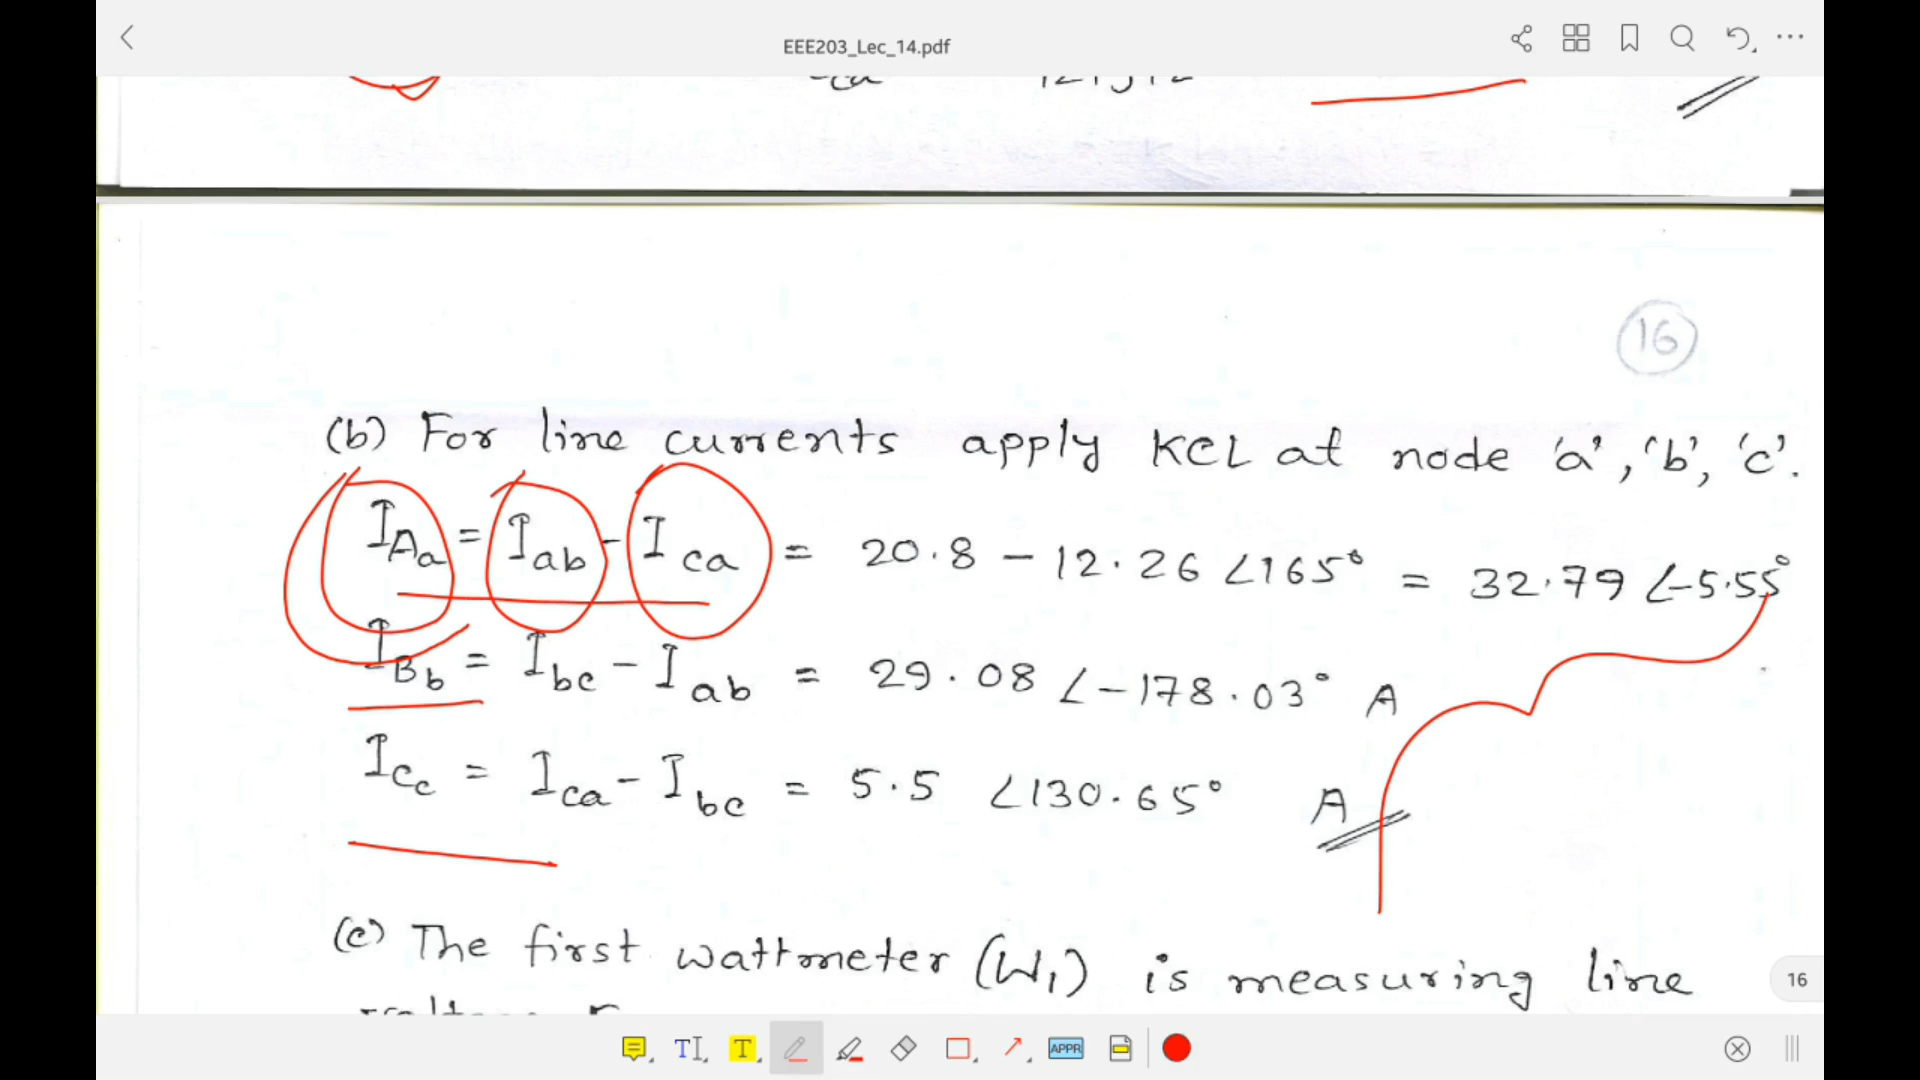 EEE203_Lec_14.pdf
16
(b) For line currents apply KCL at node 'a', 'b', 'c'.
I_Aa = I_ab - I_ca = 20.8 - 12.26 ∠165° = 32.79 ∠-5.55°
I_Bb = I_bc - I_ab = 29.08 ∠-178.03° A
I_Cc = I_ca - I_bc = 5.5 ∠130.65° A
(c) The first wattmeter (W₁) is measuring line
16
T T APPR